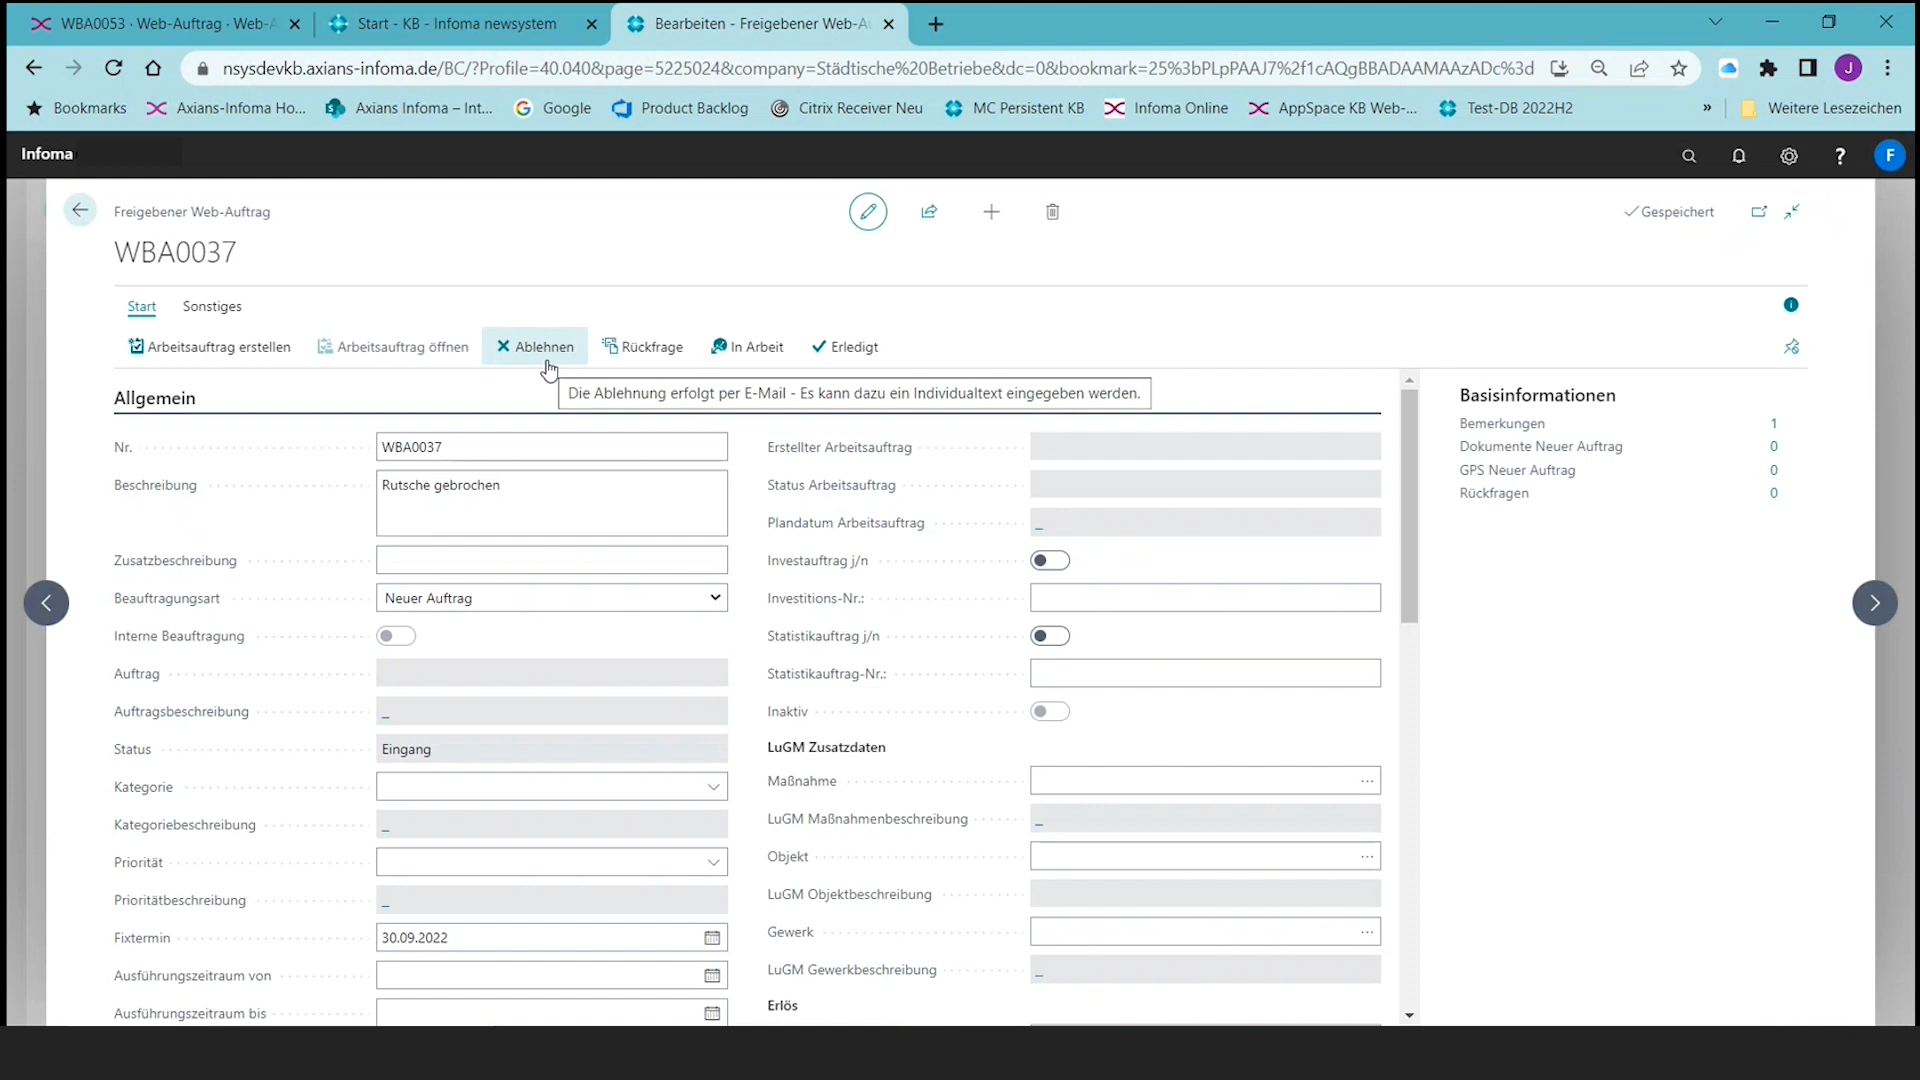 WBA0053 · Web-Auftrag · Web-A
Start - KB - Infoma newsystem
Bearbeiten - Freigebener Web-Au
nsysdevkb.axians-infoma.de/BC/?Profile=40.040&page=5225024&company=Städtische%20Betriebe&dc=0&bookmark=25%3bPLpPAAJ7%2f1cAQgBBADAAMAAzADc%3d
J
Bookmarks
Axians-Infoma Ho...
Axians Infoma – Int...
Google
Product Backlog
Citrix Receiver Neu
MC Persistent KB
Infoma Online
AppSpace KB Web-...
Test-DB 2022H2
»
Weitere Lesezeichen
Infoma
?
F
Freigebener Web-Auftrag
Gespeichert
WBA0037
Start
Sonstiges
Arbeitsauftrag erstellen
Arbeitsauftrag öffnen
Ablehnen
Rückfrage
In Arbeit
Erledigt
Die Ablehnung erfolgt per E-Mail - Es kann dazu ein Individualtext eingegeben werden.
Allgemein
Nr.
WBA0037
Beschreibung
Rutsche gebrochen
Zusatzbeschreibung
Beauftragungsart
Neuer Auftrag
Interne Beauftragung
Auftrag
Auftragsbeschreibung
_
Status
Eingang
Kategorie
Kategoriebeschreibung
_
Priorität
Prioritätbeschreibung
_
Fixtermin
30.09.2022
Ausführungszeitraum von
Ausführungszeitraum bis
Erstellter Arbeitsauftrag
Status Arbeitsauftrag
Plandatum Arbeitsauftrag
_
Investauftrag j/n
Investitions-Nr.:
Statistikauftrag j/n
Statistikauftrag-Nr.:
Inaktiv
LuGM Zusatzdaten
Maßnahme
...
LuGM Maßnahmenbeschreibung
_
Objekt
...
LuGM Objektbeschreibung
Gewerk
...
LuGM Gewerkbeschreibung
_
Erlös
Basisinformationen
Bemerkungen 1
Dokumente Neuer Auftrag 0
GPS Neuer Auftrag 0
Rückfragen 0